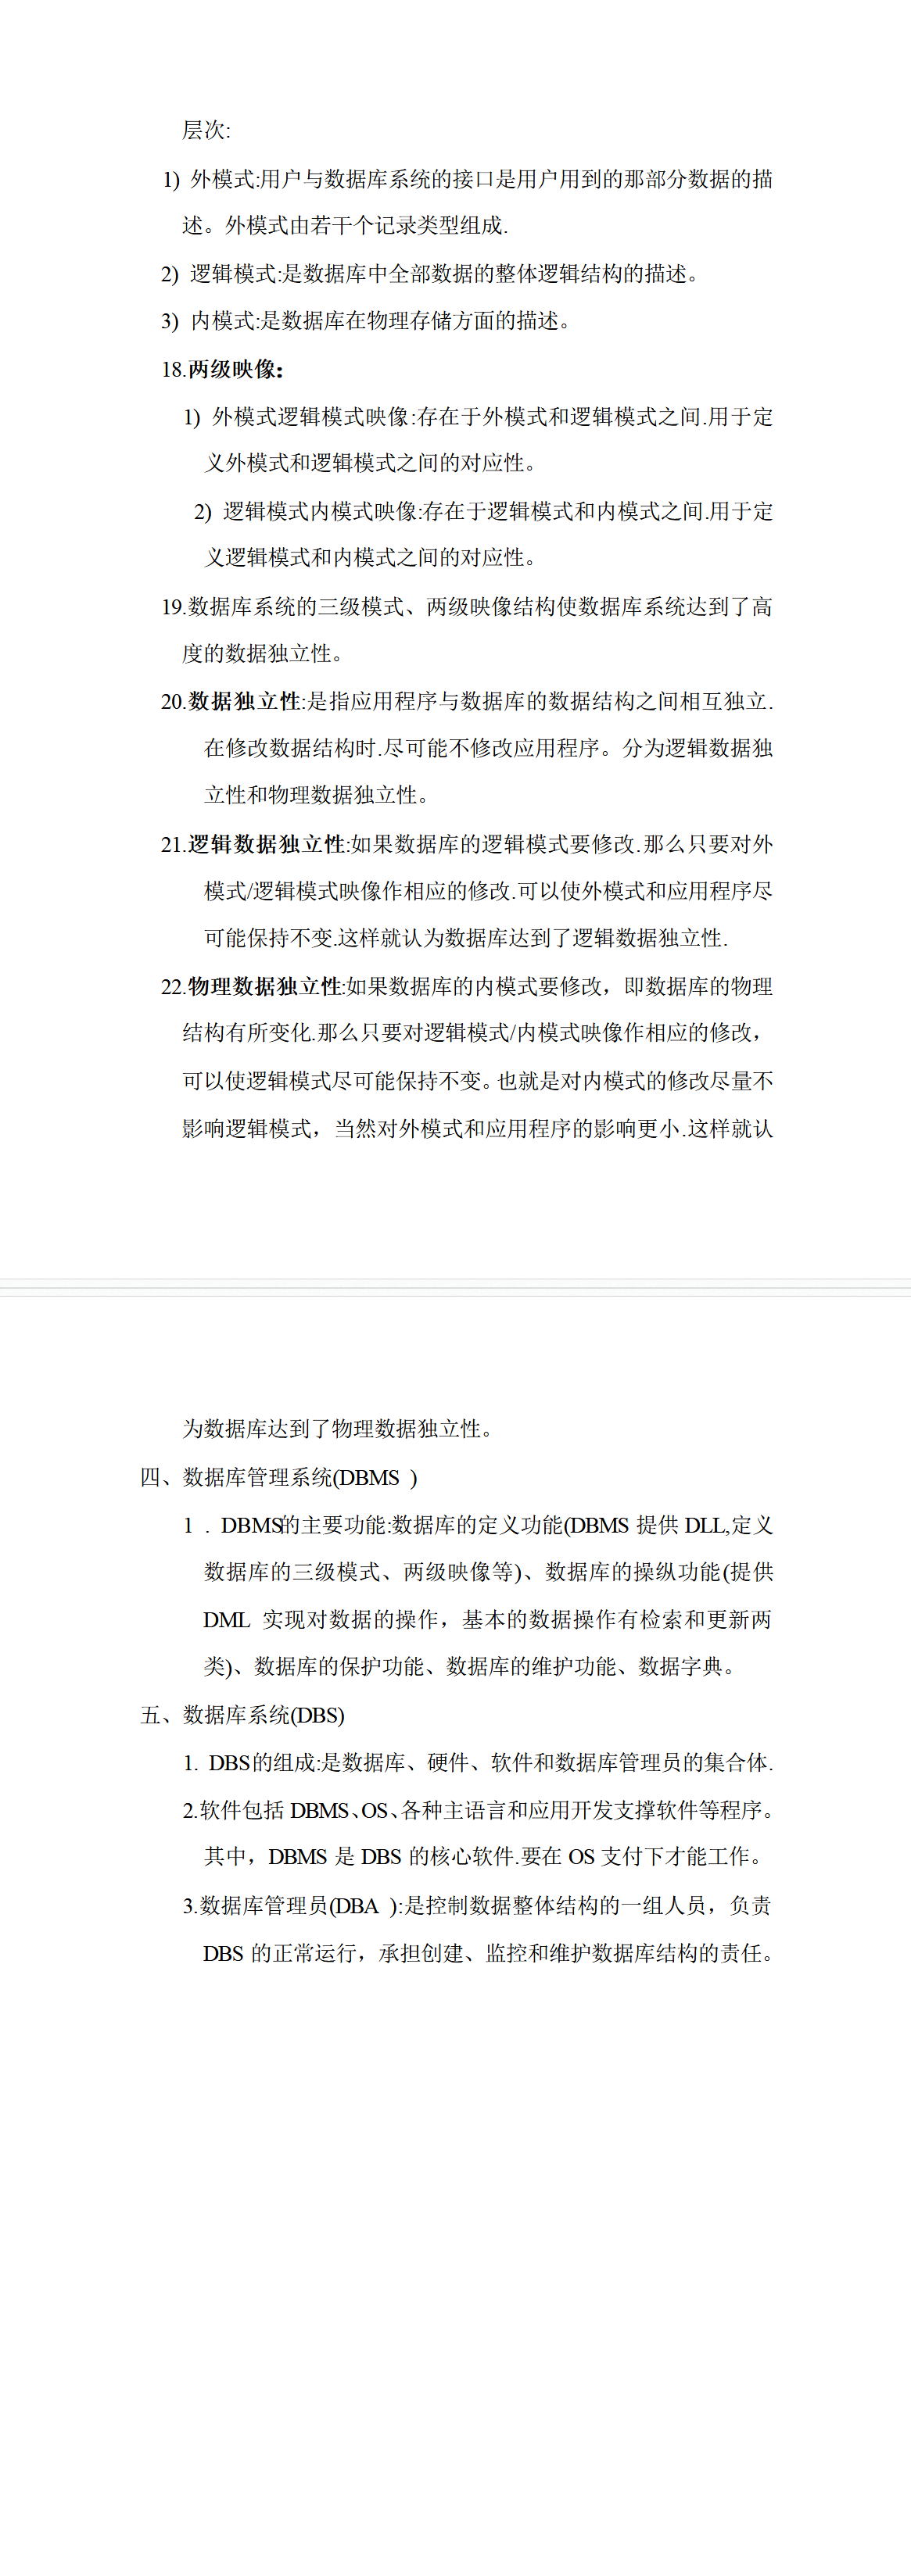 层次:
1) 外模式:用户与数据库系统的接口是用户用到的那部分数据的描
述。外模式由若干个记录类型组成.
2) 逻辑模式:是数据库中全部数据的整体逻辑结构的描述。
3) 内模式:是数据库在物理存储方面的描述。
18.两级映像:
1) 外模式逻辑模式映像:存在于外模式和逻辑模式之间.用于定
义外模式和逻辑模式之间的对应性。
2) 逻辑模式内模式映像:存在于逻辑模式和内模式之间.用于定
义逻辑模式和内模式之间的对应性。
19.数据库系统的三级模式、两级映像结构使数据库系统达到了高
度的数据独立性。
20.数据独立性:是指应用程序与数据库的数据结构之间相互独立.
在修改数据结构时.尽可能不修改应用程序。分为逻辑数据独
立性和物理数据独立性。
21.逻辑数据独立性:如果数据库的逻辑模式要修改.那么只要对外
模式/逻辑模式映像作相应的修改.可以使外模式和应用程序尽
可能保持不变.这样就认为数据库达到了逻辑数据独立性.
22.物理数据独立性:如果数据库的内模式要修改，即数据库的物理
结构有所变化.那么只要对逻辑模式/内模式映像作相应的修改，
可以使逻辑模式尽可能保持不变。也就是对内模式的修改尽量不
影响逻辑模式，当然对外模式和应用程序的影响更小.这样就认
为数据库达到了物理数据独立性。
四、数据库管理系统(DBMS )
1 . DBMS的主要功能:数据库的定义功能(DBMS 提供 DLL,定义
数据库的三级模式、两级映像等)、数据库的操纵功能(提供
DML 实现对数据的操作，基本的数据操作有检索和更新两
类)、数据库的保护功能、数据库的维护功能、数据字典。
五、数据库系统(DBS)
1. DBS的组成:是数据库、硬件、软件和数据库管理员的集合体.
2.软件包括 DBMS、OS、各种主语言和应用开发支撑软件等程序。
其中，DBMS 是 DBS 的核心软件.要在 OS 支付下才能工作。
3.数据库管理员(DBA ):是控制数据整体结构的一组人员，负责
DBS 的正常运行，承担创建、监控和维护数据库结构的责任。